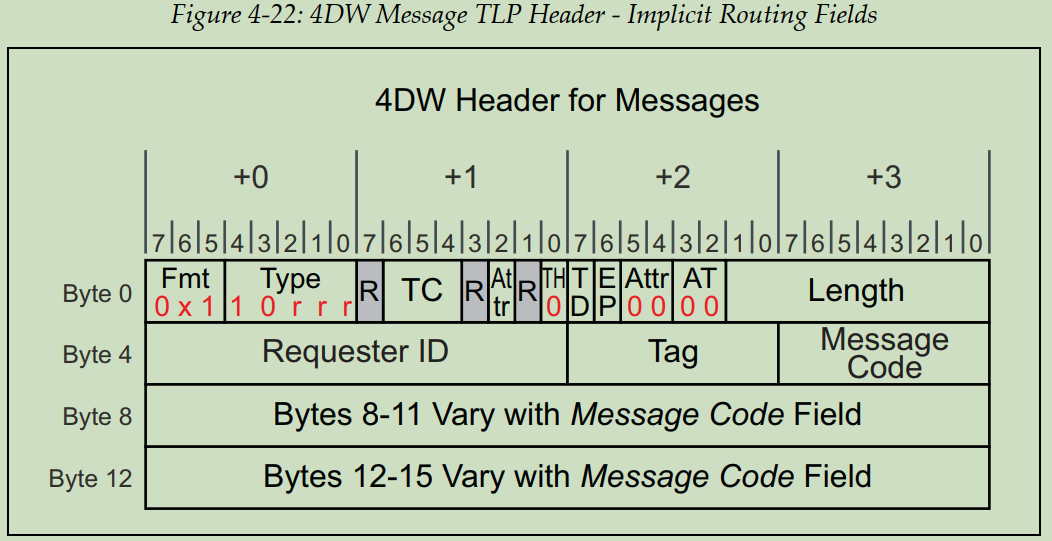 Figure 4-22: 4DW Message TLP Header - Implicit Routing Fields
4DW Header for Messages
+0 +1 +2 +3
7 6 5 4 3 2 1 0 7 6 5 4 3 2 1 0 7 6 5 4 3 2 1 0 7 6 5 4 3 2 1 0
Byte 0 Fmt Type R TC R At R TH T E Attr AT Length
0 x 1 1 0 r r r tr 0 D P 0 0 0 0
Byte 4 Requester ID Tag Message
Code
Byte 8 Bytes 8-11 Vary with Message Code Field
Byte 12 Bytes 12-15 Vary with Message Code Field